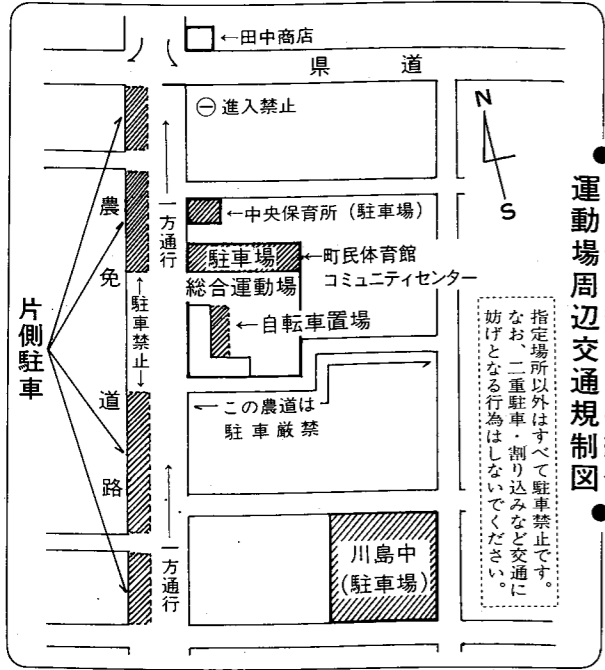 ●運動場周辺交通規制図●
←田中商店
県道
⊖進入禁止
N
S
一方通行
←中央保育所(駐車場)
駐車場
←町民体育館
コミュニティセンター
総合運動場
←自転車置場
農免道路
←駐車禁止→
片側駐車
←この農道は
駐車厳禁
一方通行
川島中
(駐車場)
指定場所以外はすべて駐車禁止です。
なお、二重駐車・割り込みなど交通に
妨げとなる行為はしないでください。